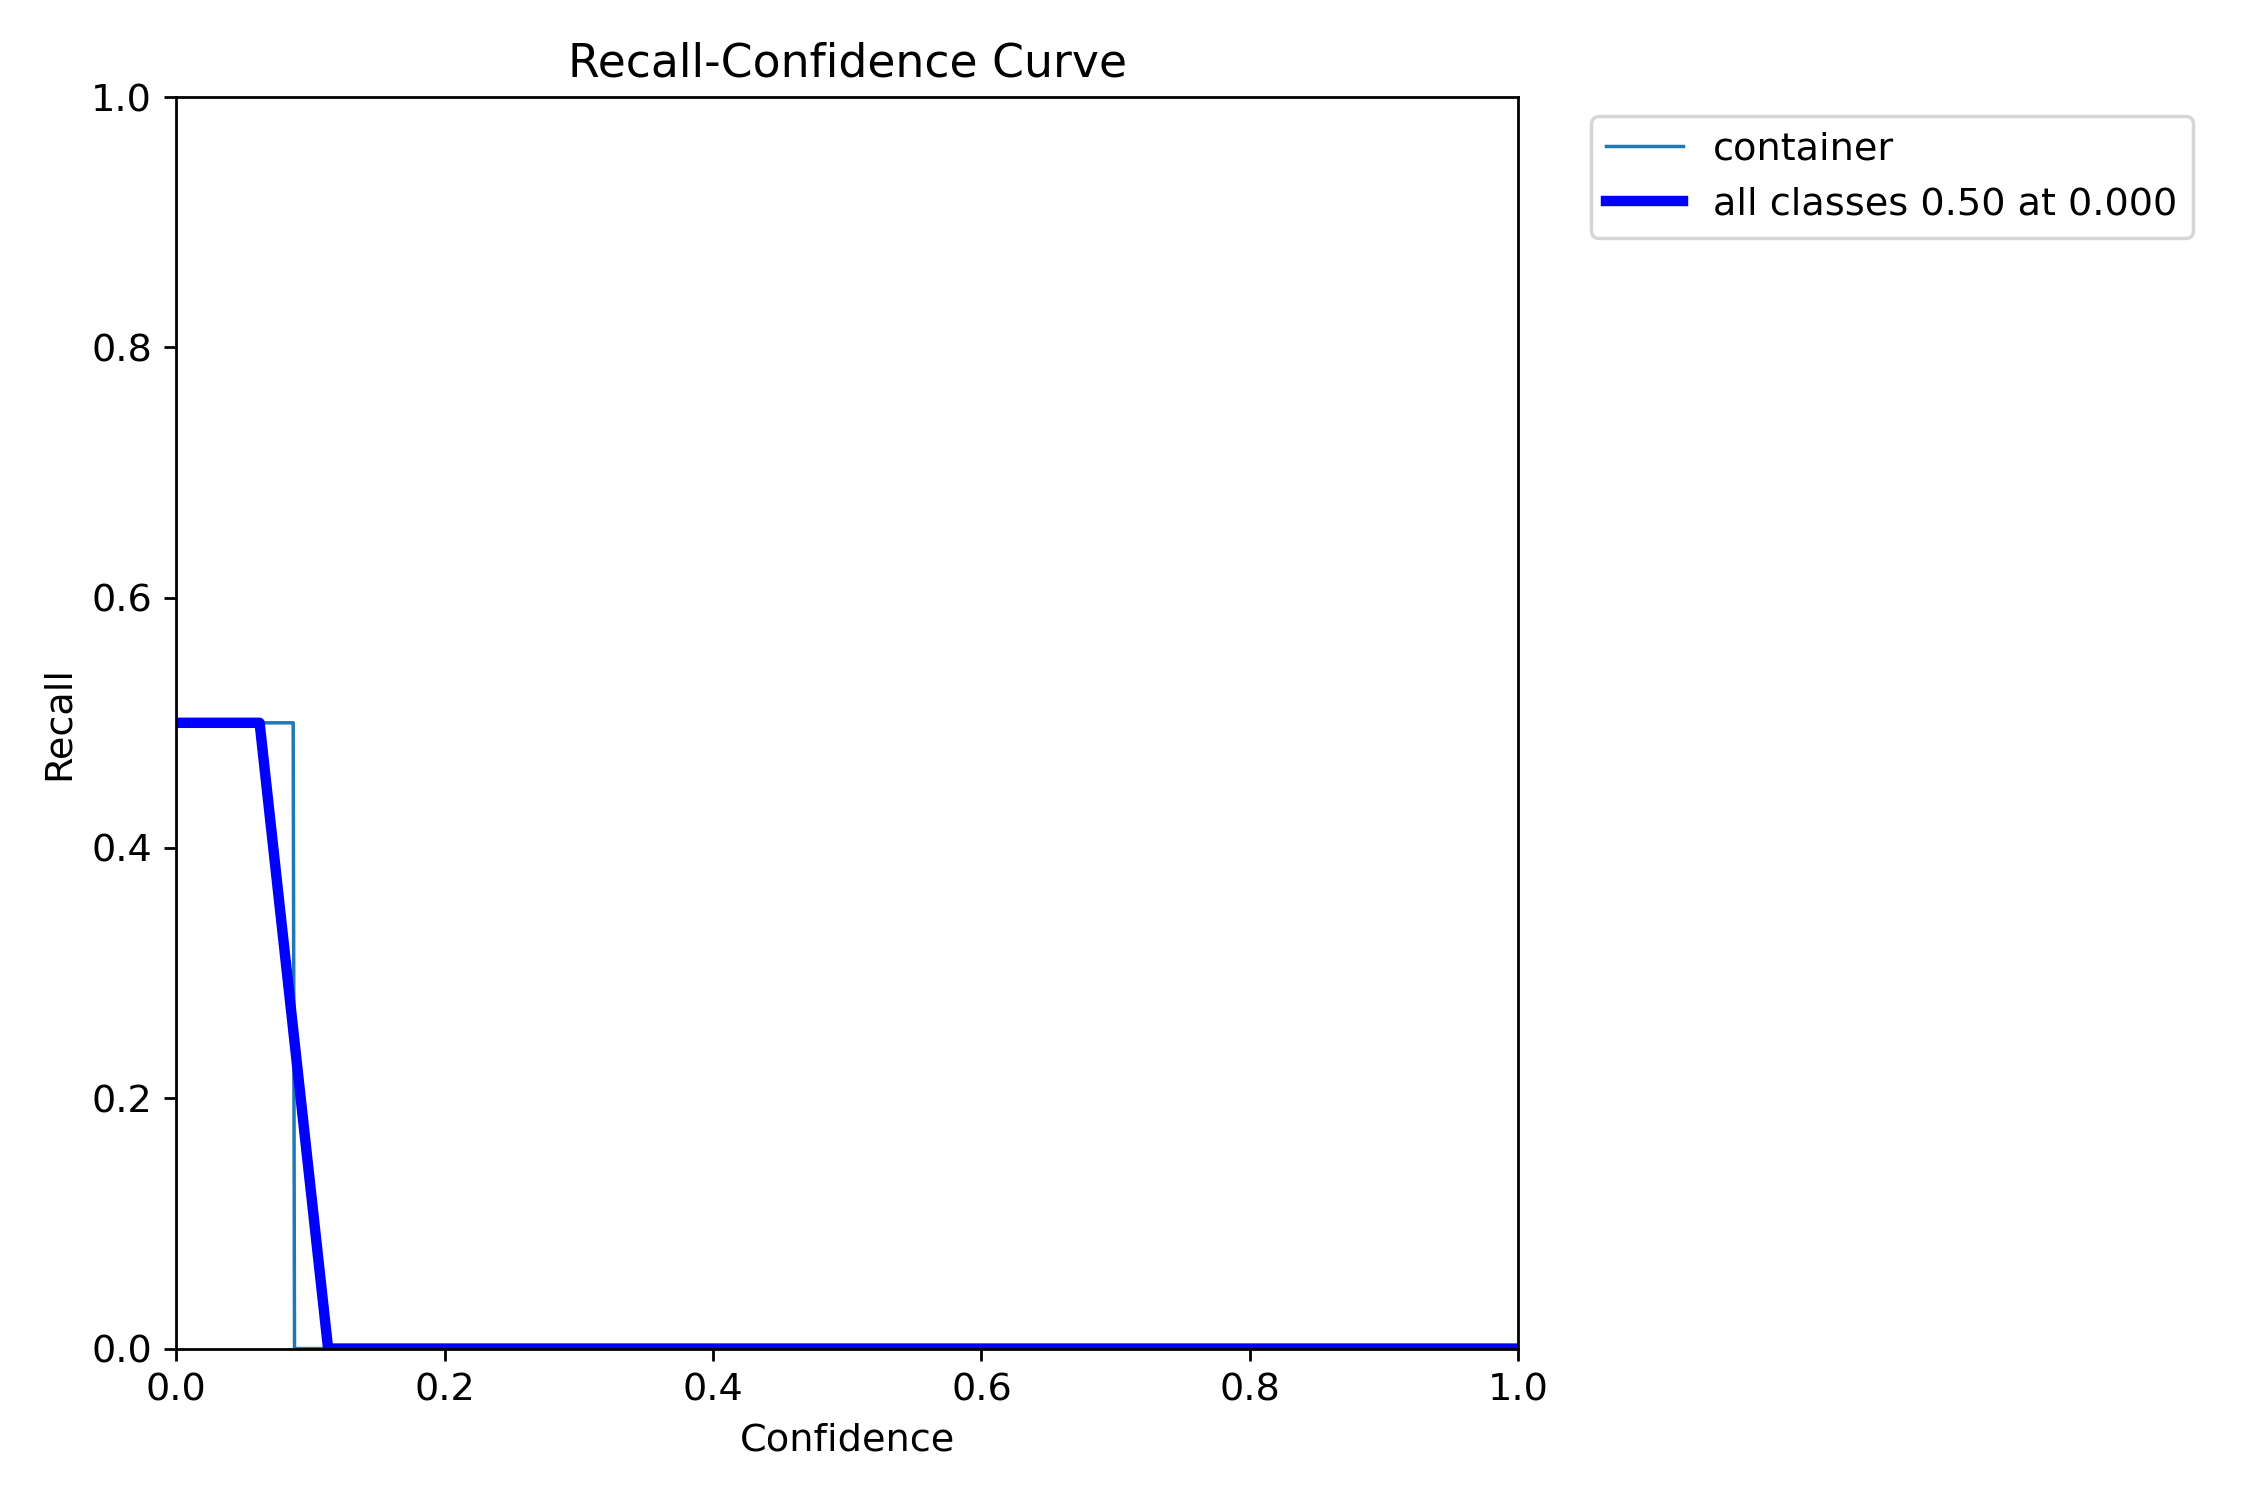 Recall-Confidence Curve
container
all classes 0.50 at 0.000
Recall
1.0
0.8
0.6
0.4
0.2
0.0
0.0 0.2 0.4 0.6 0.8 1.0
Confidence